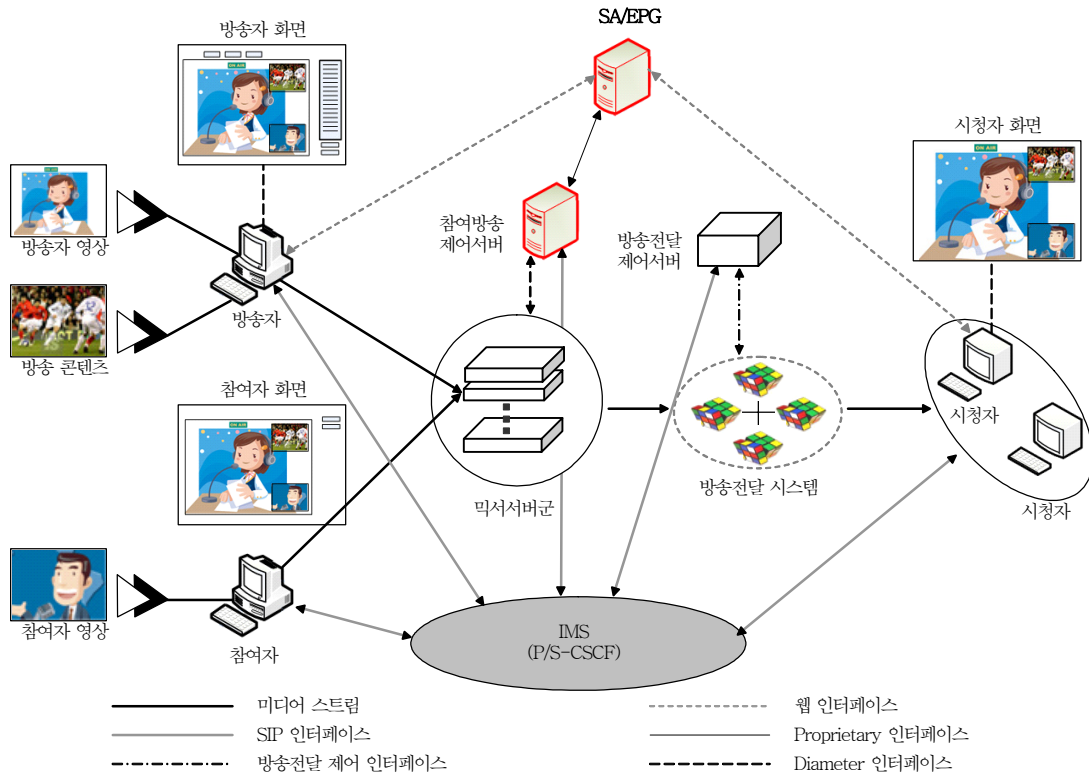 SA/EPG
방송자 화면
ON AIR
시청자 화면
ON AIR
방송자 영상
참여방송
제어서버
방송전달
제어서버
방송자
방송 콘텐츠
참여자 화면
ON AIR
시청자
믹서서버군
방송전달 시스템
시청자
참여자 영상
참여자
IMS
(P/S-CSCF)
미디어 스트림
웹 인터페이스
SIP 인터페이스
Proprietary 인터페이스
방송전달 제어 인터페이스
Diameter 인터페이스